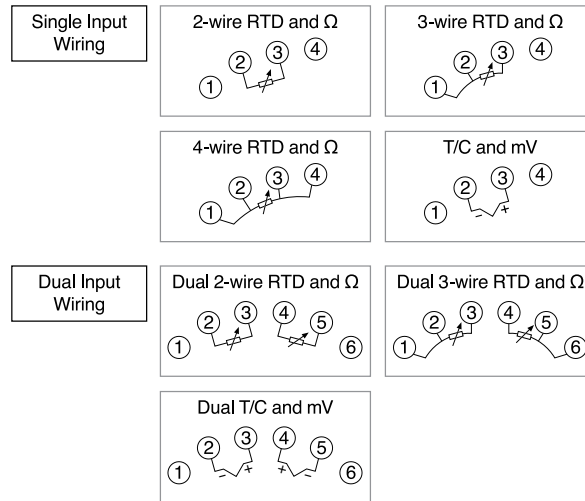 Single Input
Wiring
2-wire RTD and Ω
1 2 3 4
3-wire RTD and Ω
1 2 3 4
4-wire RTD and Ω
1 2 3 4
T/C and mV
1 2 3 4
- +
Dual Input
Wiring
Dual 2-wire RTD and Ω
1 2 3 4 5 6
Dual 3-wire RTD and Ω
1 2 3 4 5 6
Dual T/C and mV
1 2 3 4 5 6
- + + -